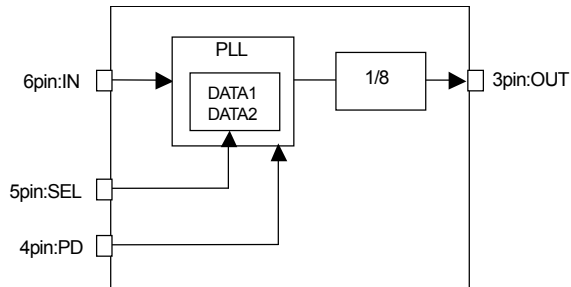 PLL
6pin:IN
DATA1
DATA2
1/8
3pin:OUT
5pin:SEL
4pin:PD